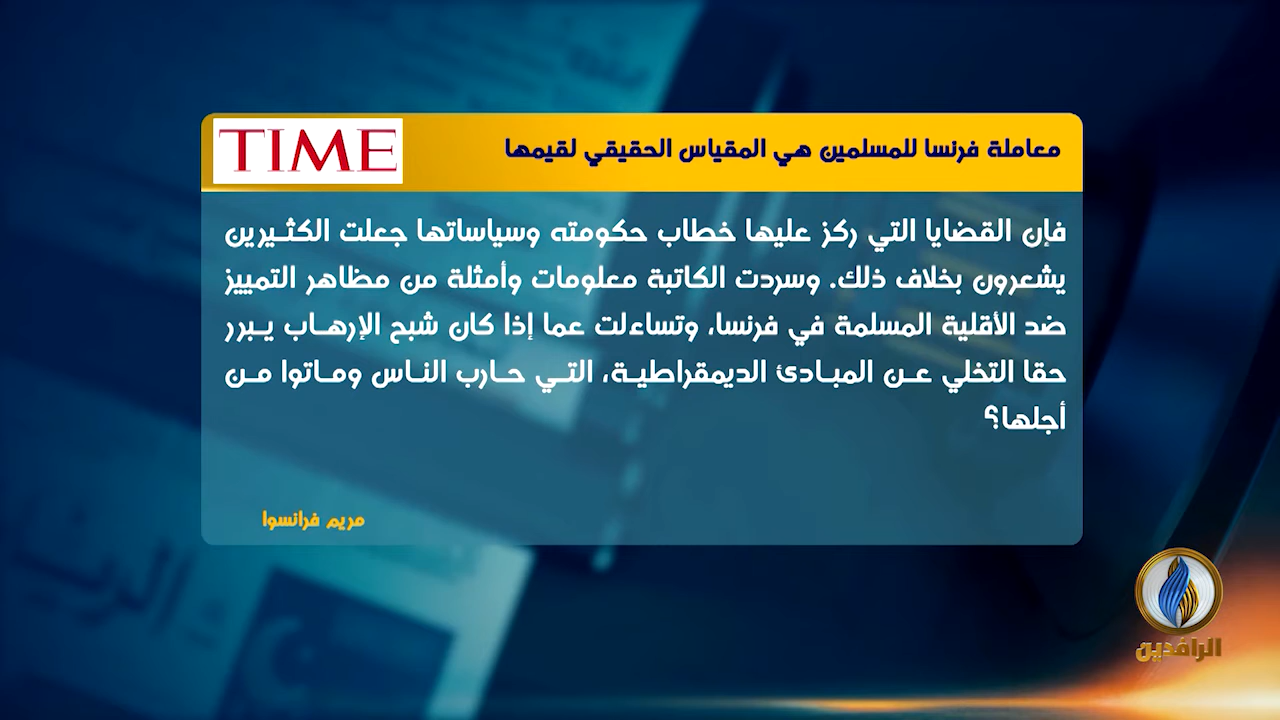 TIME
معاملة فرنسا للمسلمين هي المقياس الحقيقي لقيمها
فإن القضايا التي ركز عليها خطاب حكومته وسياساتها جعلت الكثيرين
يشعرون بخلاف ذلك. وسردت الكاتبة معلومات وأمثلة من مظاهر التمييز
ضد الأقلية المسلمة في فرنسا، وتساءلت عما إذا كان شبح الإرهاب يبرر
حقا التخلي عن المبادئ الديمقراطية، التي حارب الناس وماتوا من
أجلها؟
مريم فرانسوا
الرافدين